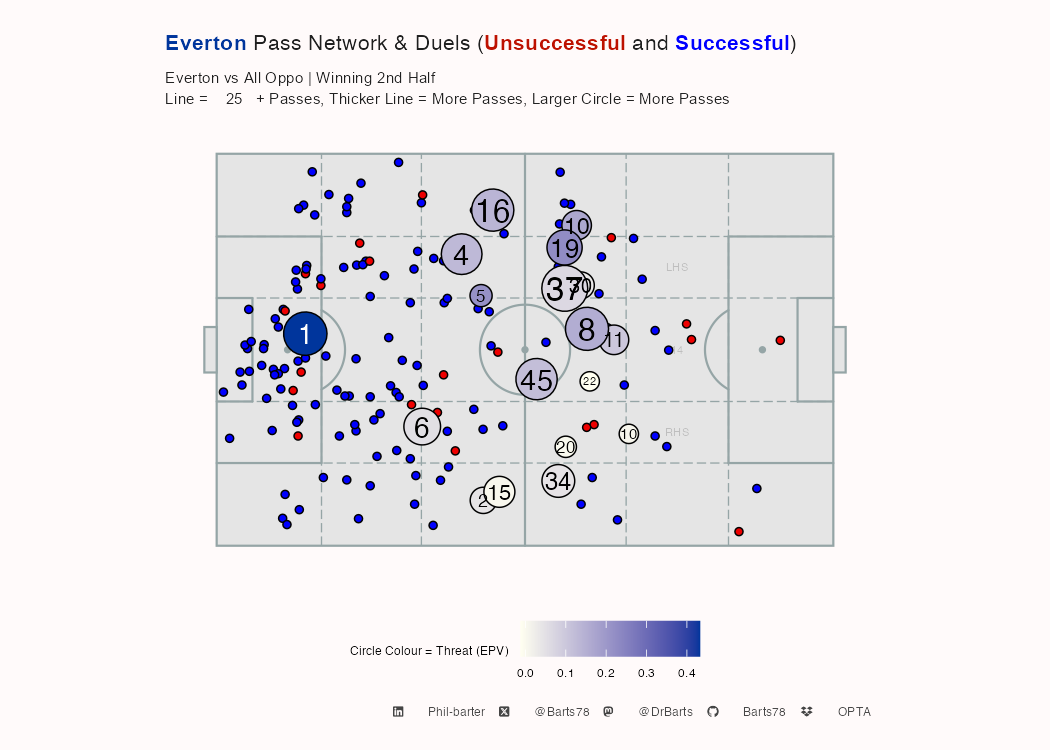 Everton Pass Network & Duels (Unsuccessful and Successful)
Everton vs All Oppo | Winning 2nd Half
Line = 25 + Passes, Thicker Line = More Passes, Larger Circle = More Passes
16
10
19
4
LHS
37
30
5
1
8
11
45
22
6
10
RHS
20
34
15
2
Circle Colour = Threat (EPV)
0.0 0.1 0.2 0.3 0.4
Phil-barter @Barts78 @DrBarts Barts78 OPTA